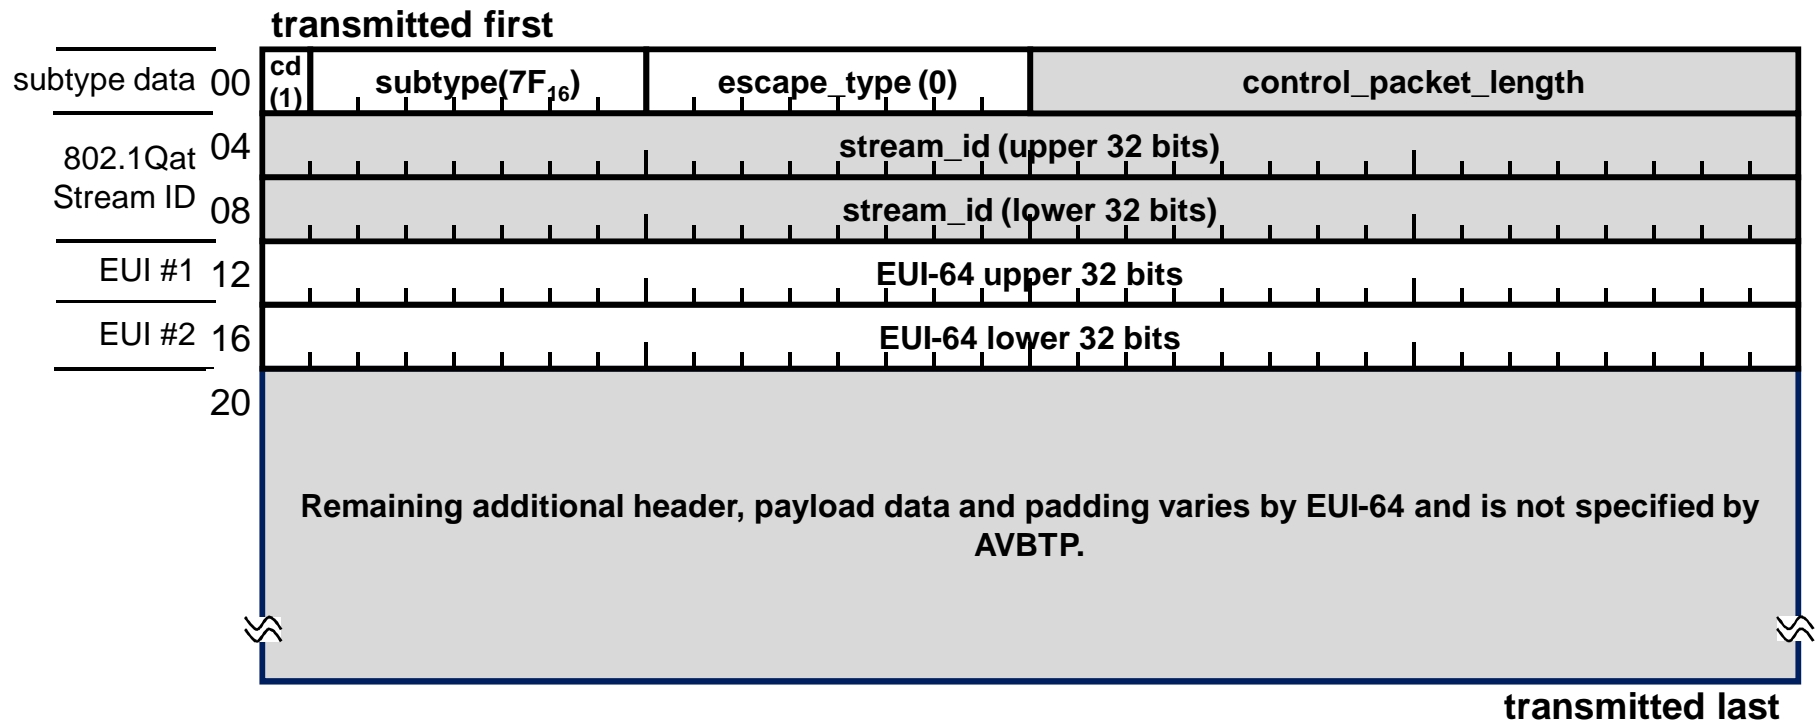 transmitted first
subtype data 00 cd (1) subtype(7F₁₆) escape_type (0) control_packet_length
802.1Qat Stream ID
04 stream_id (upper 32 bits)
08 stream_id (lower 32 bits)
EUI #1 12 EUI-64 upper 32 bits
EUI #2 16 EUI-64 lower 32 bits
20
Remaining additional header, payload data and padding varies by EUI-64 and is not specified by
AVBTP.
transmitted last